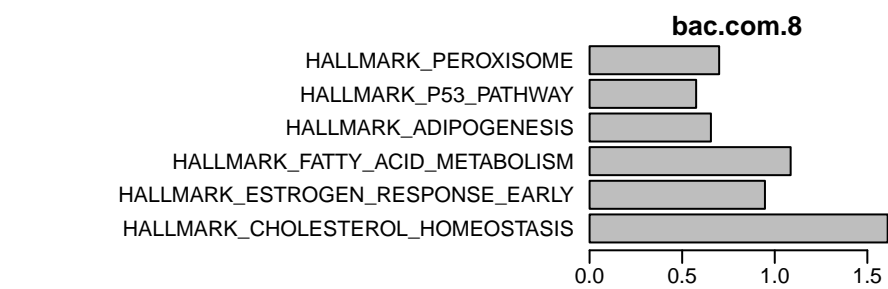 bac.com.8
HALLMARK_PEROXISOME
HALLMARK_P53_PATHWAY
HALLMARK_ADIPOGENESIS
HALLMARK_FATTY_ACID_METABOLISM
HALLMARK_ESTROGEN_RESPONSE_EARLY
HALLMARK_CHOLESTEROL_HOMEOSTASIS
0.0 0.5 1.0 1.5